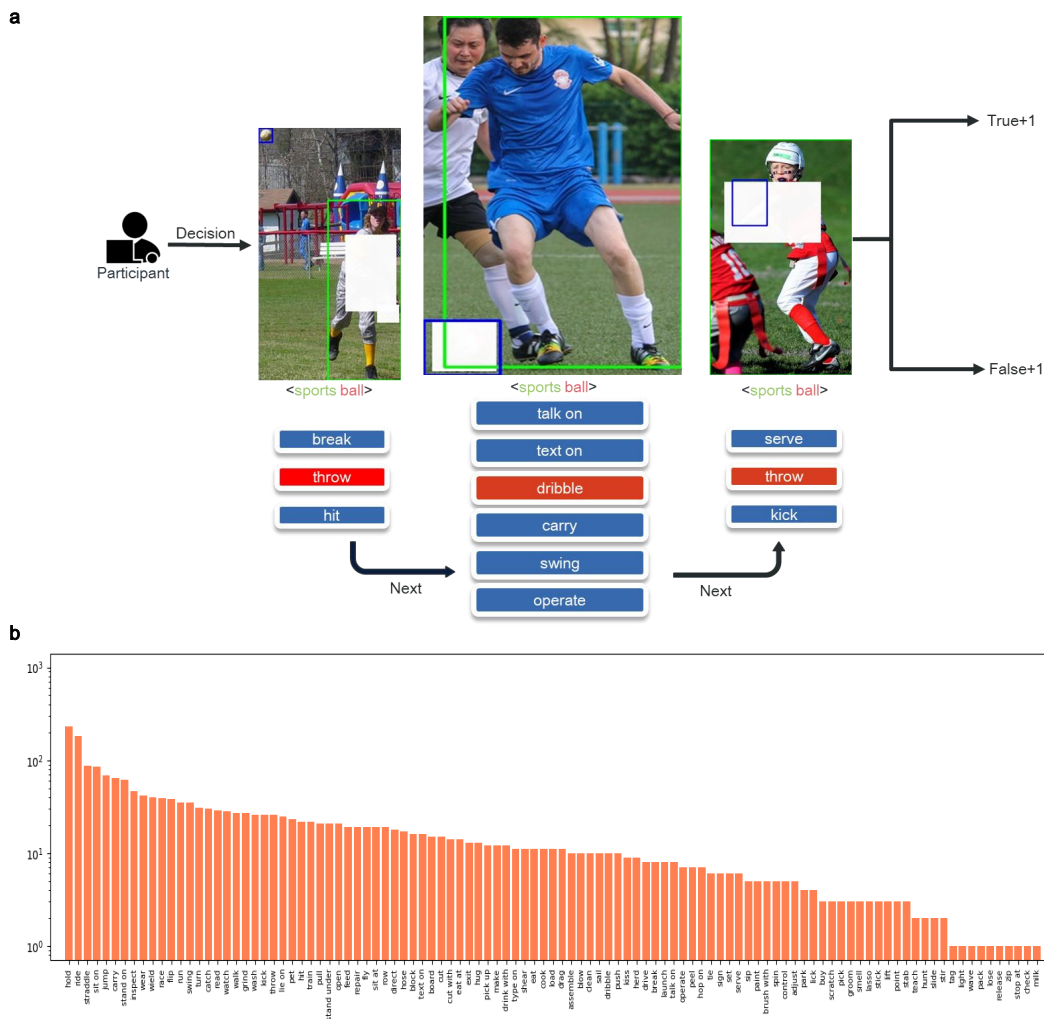 a
Participant
Decision
<sports ball>
break
throw
hit
Next
<sports ball>
talk on
text on
dribble
carry
swing
operate
Next
<sports ball>
serve
throw
kick
True+1
False+1
b
10³
10²
10¹
10⁰
hold
ride
straddle
sit on
jump
carry
stand on
inspect
wear
wield
race
flip
run
swing
turn
catch
read
watch
walk
grind
wash
kick
throw
lie on
pet
hit
train
pull
stand under
open
feed
repair
fly
sit at
row
direct
hose
block
text on
board
cut
cut with
eat at
exit
hug
pick up
make
drink with
type on
shear
eat
cook
load
drag
assemble
blow
clean
sail
dribble
push
kiss
herd
drive
break
launch
talk on
operate
peel
hop on
tie
sign
set
serve
sip
paint
brush with
spin
control
adjust
park
lick
buy
scratch
pick
groom
smell
lasso
stick
lift
point
stab
teach
hunt
slide
stir
tag
light
wave
pack
lose
release
zip
stop at
check
milk